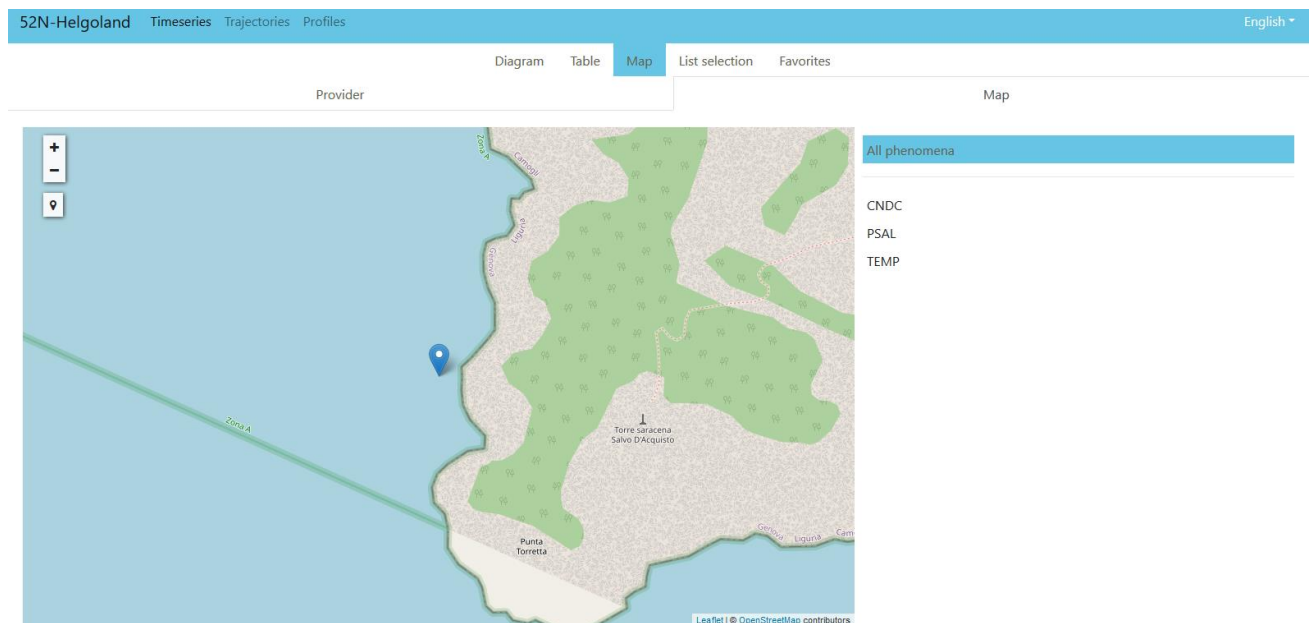 52N-Helgoland Timeseries Trajectories Profiles English
Diagram Table Map List selection Favorites
Provider Map
+
−
All phenomena
CNDC
PSAL
TEMP
Zona A
Camogli
Liguria
Genova
Zona A
Torre saracena
Salvo D'Acquisto
Punta
Torretta
Genova Liguria Cam
Leaflet | © OpenStreetMap contributors